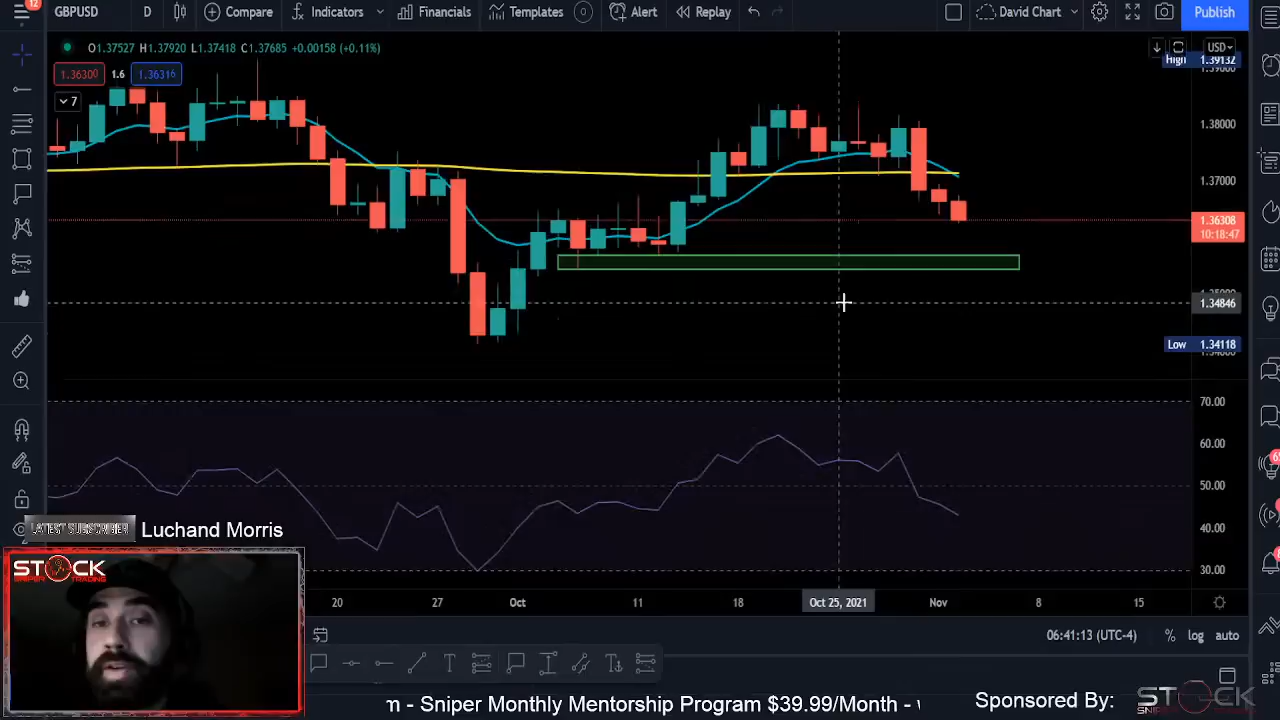 12
GBPUSD D Compare Indicators Financials Templates Alert Replay David Chart Publish
O1.37527 H1.37920 L1.37418 C1.37685 +0.00158 (+0.11%)
USD
High 1.39132
1.36300 1.6 1.36316
7
1.38000
1.37000
1.36308
10:18:47
1.34846
Low 1.34118
70.00
60.00
50.00
40.00
30.00
LATEST SUBSCRIBER Luchand Morris
STOCK
SNIPER TRADING
20 27 Oct 11 18 Oct 25, 2021 Nov 8 15
06:41:13 (UTC-4) % log auto
m - Sniper Monthly Mentorship Program $39.99/Month -
Sponsored By:
STOCK